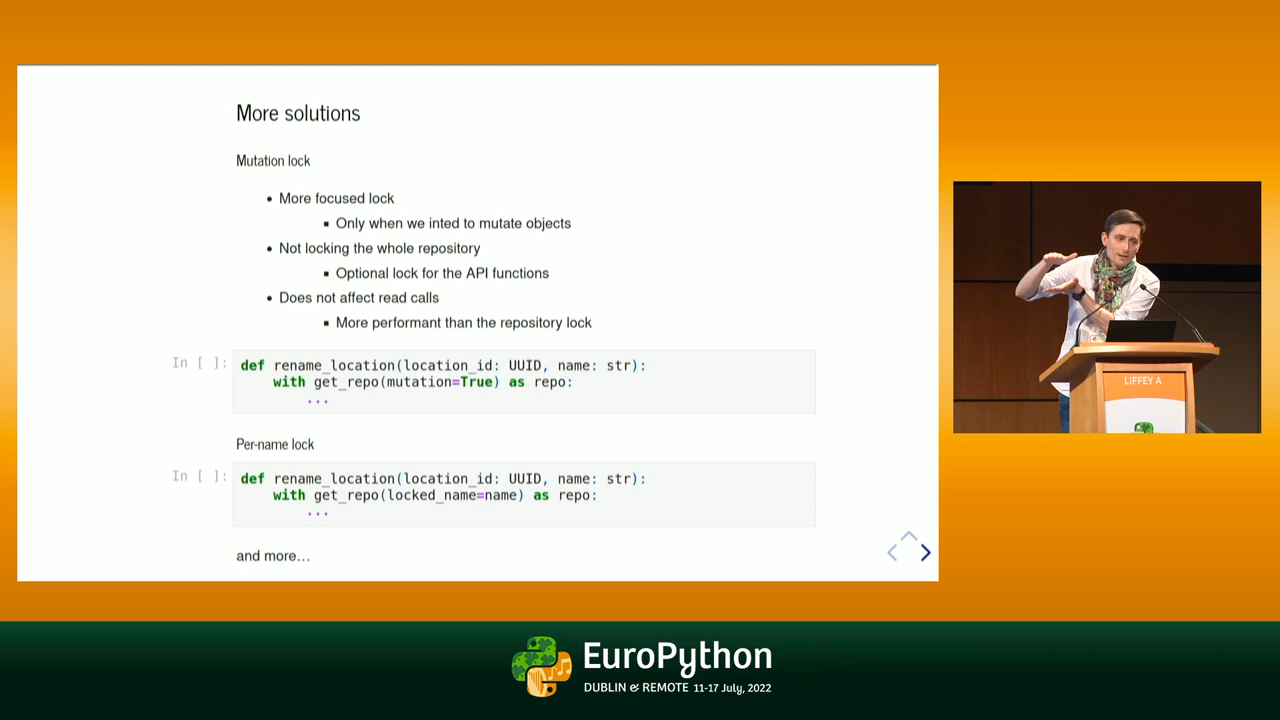 More solutions
Mutation lock
• More focused lock
▪ Only when we inted to mutate objects
• Not locking the whole repository
▪ Optional lock for the API functions
• Does not affect read calls
▪ More performant than the repository lock
In [ ]: def rename_location(location_id: UUID, name: str):
with get_repo(mutation=True) as repo:
...
Per-name lock
In [ ]: def rename_location(location_id: UUID, name: str):
with get_repo(locked_name=name) as repo:
...
and more...
LIFFEY A
EuroPython
DUBLIN & REMOTE 11-17 July, 2022